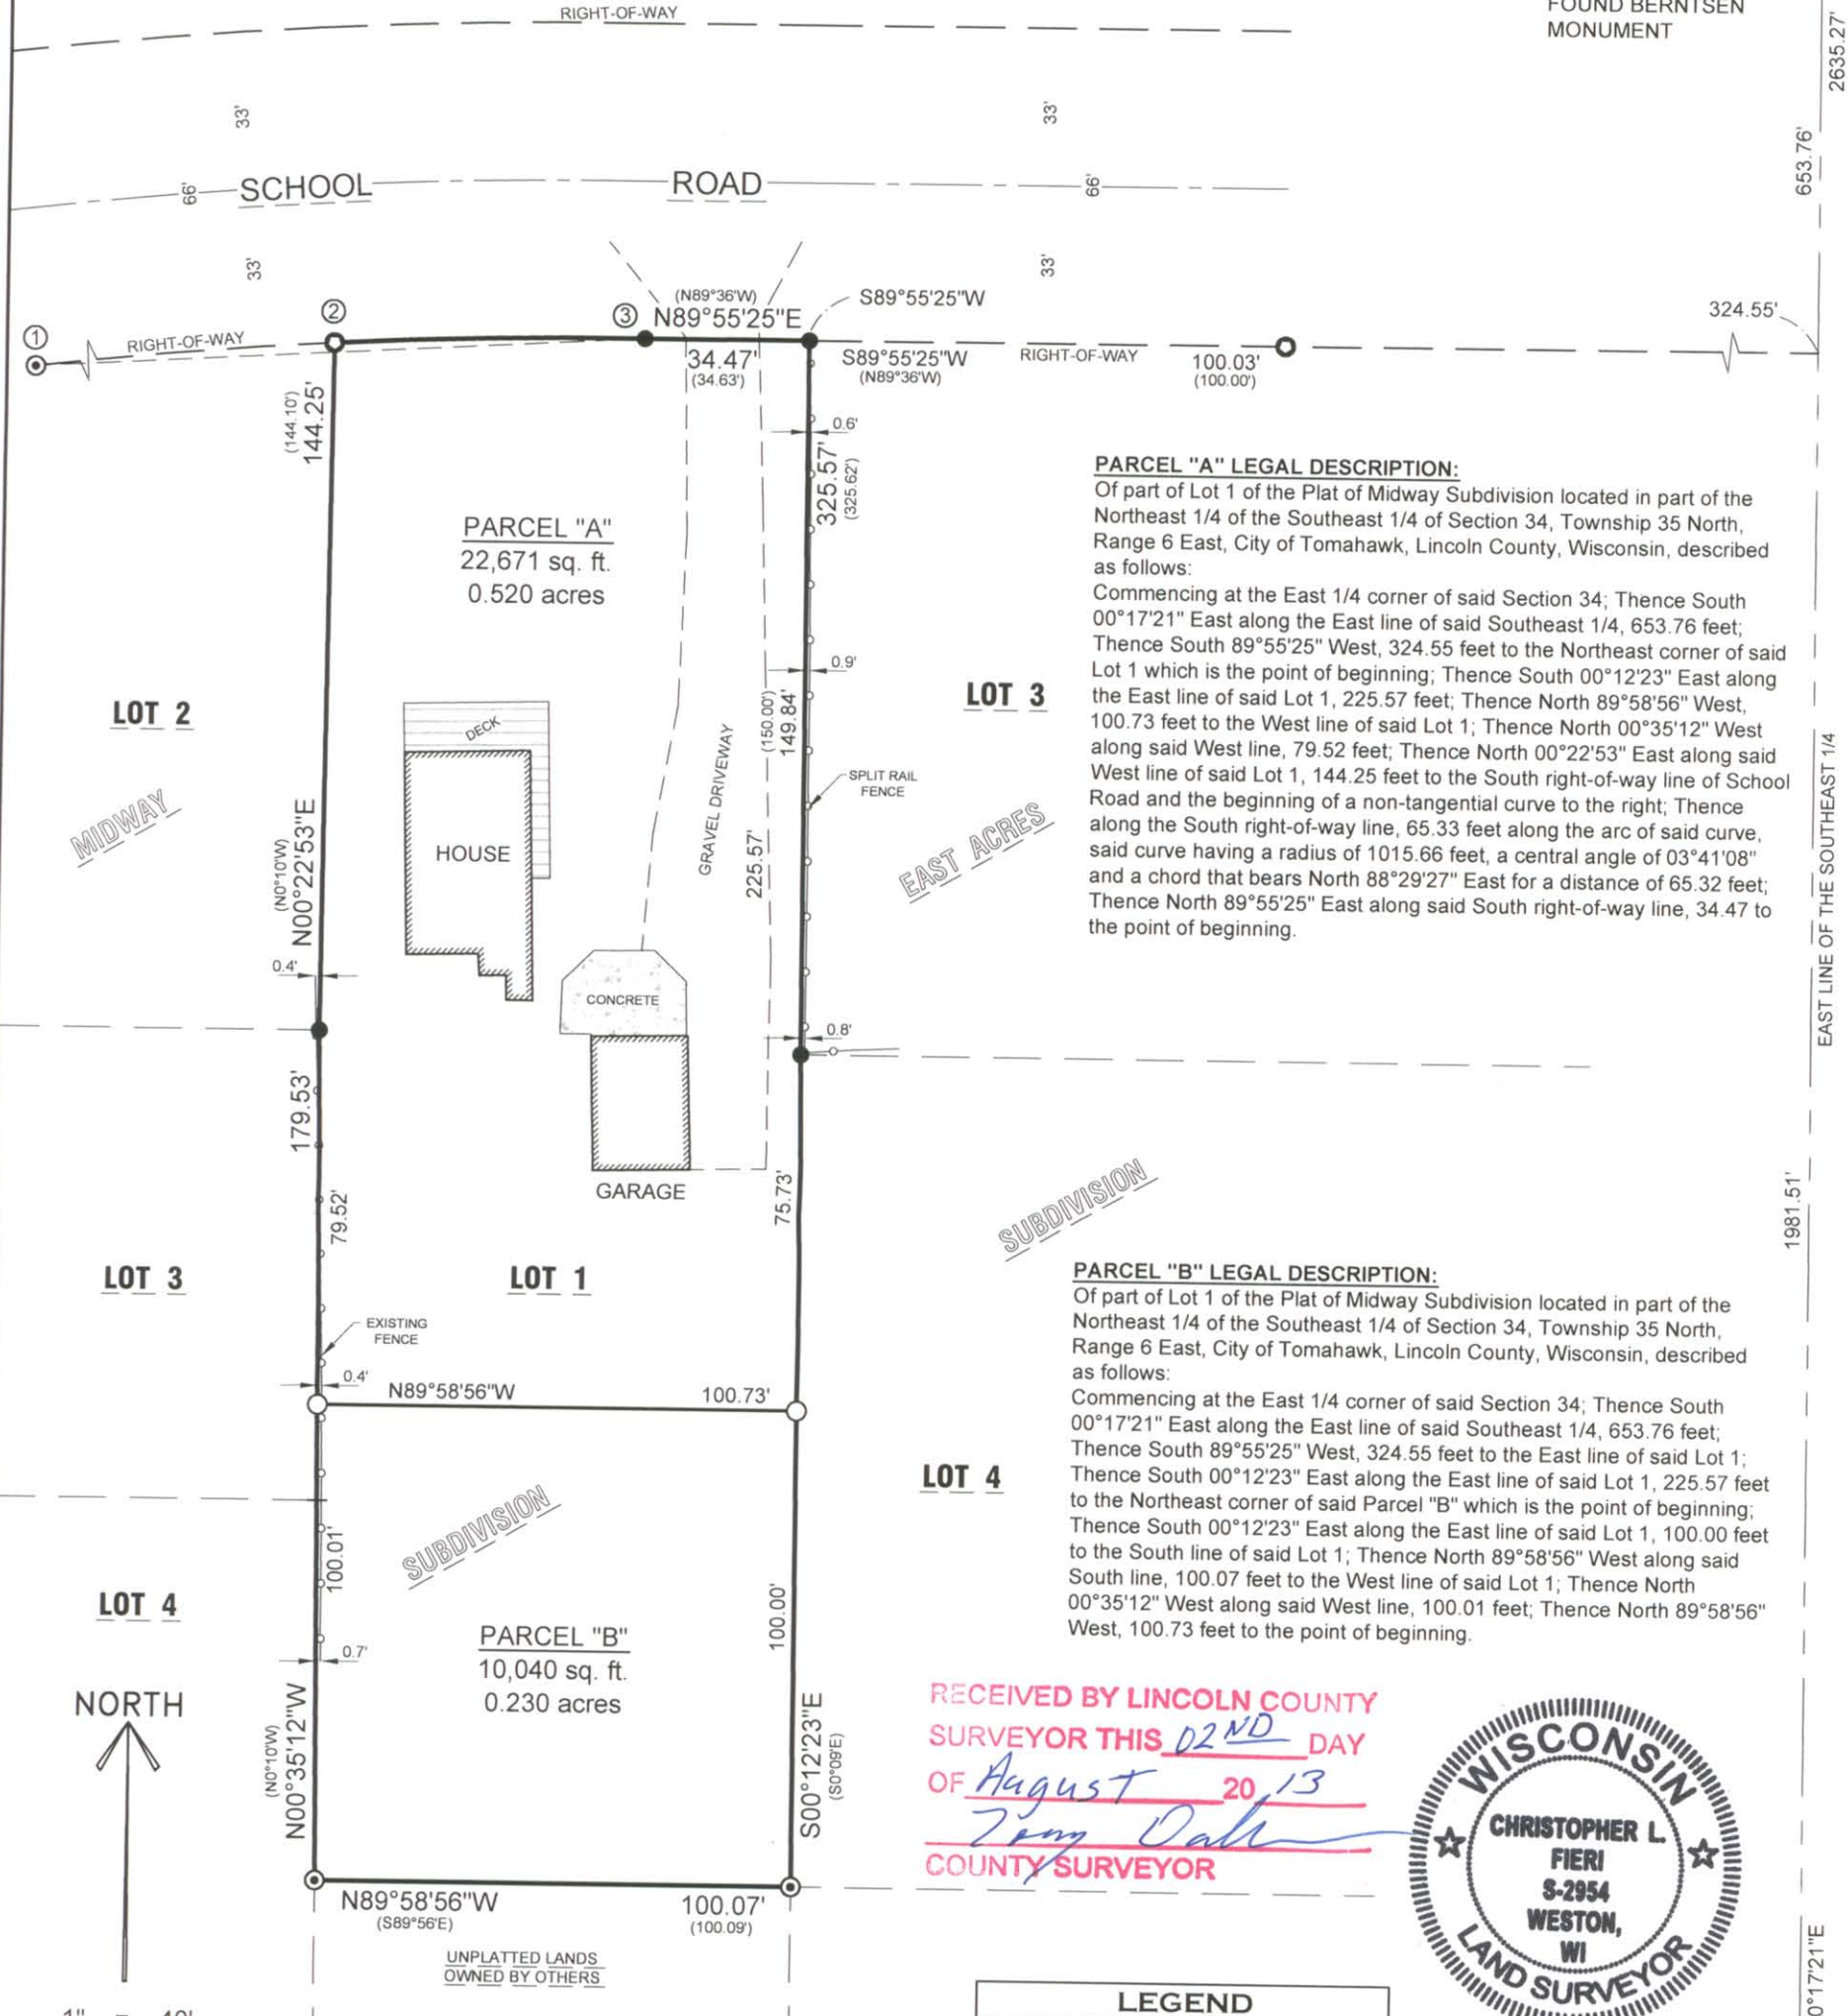 RIGHT-OF-WAY
FOUND BERNTSEN
MONUMENT
2635.27'
33'
33'
653.76'
66'
SCHOOL
ROAD
66'
33'
33'
(N89°36'W)
S89°55'25"W
N89°55'25"E
324.55'
1
2
3
RIGHT-OF-WAY
34.47'
(34.63')
S89°55'25"W
(N89°36'W)
RIGHT-OF-WAY
100.03'
(100.00')
(144.10')
144.25'
0.6'
325.57'
(325.62')
PARCEL "A"
22,671 sq. ft.
0.520 acres
PARCEL "A" LEGAL DESCRIPTION:
Of part of Lot 1 of the Plat of Midway Subdivision located in part of the
Northeast 1/4 of the Southeast 1/4 of Section 34, Township 35 North,
Range 6 East, City of Tomahawk, Lincoln County, Wisconsin, described
as follows:
Commencing at the East 1/4 corner of said Section 34; Thence South
00°17'21" East along the East line of said Southeast 1/4, 653.76 feet;
Thence South 89°55'25" West, 324.55 feet to the Northeast corner of said
Lot 1 which is the point of beginning; Thence South 00°12'23" East along
the East line of said Lot 1, 225.57 feet; Thence North 89°58'56" West,
100.73 feet to the West line of said Lot 1; Thence North 00°35'12" West
along said West line, 79.52 feet; Thence North 00°22'53" East along said
West line of said Lot 1, 144.25 feet to the South right-of-way line of School
Road and the beginning of a non-tangential curve to the right; Thence
along the South right-of-way line, 65.33 feet along the arc of said curve,
said curve having a radius of 1015.66 feet, a central angle of 03°41'08"
and a chord that bears North 88°29'27" East for a distance of 65.32 feet;
Thence North 89°55'25" East along said South right-of-way line, 34.47 to
the point of beginning.
0.9'
LOT 2
LOT 3
DECK
(150.00')
149.84'
GRAVEL DRIVEWAY
SPLIT RAIL
FENCE
MIDWAY
HOUSE
225.57'
EAST ACRES
EAST LINE OF THE SOUTHEAST 1/4
(N0°10'W)
N00°22'53"E
0.4'
CONCRETE
0.8'
179.53'
GARAGE
75.73'
79.52'
SUBDIVISION
1981.51'
LOT 3
LOT 1
EXISTING
FENCE
0.4'
N89°58'56"W
100.73'
PARCEL "B" LEGAL DESCRIPTION:
Of part of Lot 1 of the Plat of Midway Subdivision located in part of the
Northeast 1/4 of the Southeast 1/4 of Section 34, Township 35 North,
Range 6 East, City of Tomahawk, Lincoln County, Wisconsin, described
as follows:
Commencing at the East 1/4 corner of said Section 34; Thence South
00°17'21" East along the East line of said Southeast 1/4, 653.76 feet;
Thence South 89°55'25" West, 324.55 feet to the East line of said Lot 1;
Thence South 00°12'23" East along the East line of said Lot 1, 225.57 feet
to the Northeast corner of said Parcel "B" which is the point of beginning;
Thence South 00°12'23" East along the East line of said Lot 1, 100.00 feet
to the South line of said Lot 1; Thence North 89°58'56" West along said
South line, 100.07 feet to the West line of said Lot 1; Thence North
00°35'12" West along said West line, 100.01 feet; Thence North 89°58'56"
West, 100.73 feet to the point of beginning.
LOT 4
SUBDIVISION
100.01'
LOT 4
100.00'
0.7'
PARCEL "B"
10,040 sq. ft.
0.230 acres
NORTH
(N0°10'W)
N00°35'12"W
S00°12'23"E
(S0°09'E)
RECEIVED BY LINCOLN COUNTY
SURVEYOR THIS 02ND DAY
OF August 20 13
COUNTY SURVEYOR
WISCONSIN
CHRISTOPHER L.
FIERI
S-2954
WESTON,
WI
LAND SURVEYOR
N89°58'56"W
(S89°56'E)
100.07'
(100.09')
UNPLATTED LANDS
OWNED BY OTHERS
LEGEND
0°17'21"E